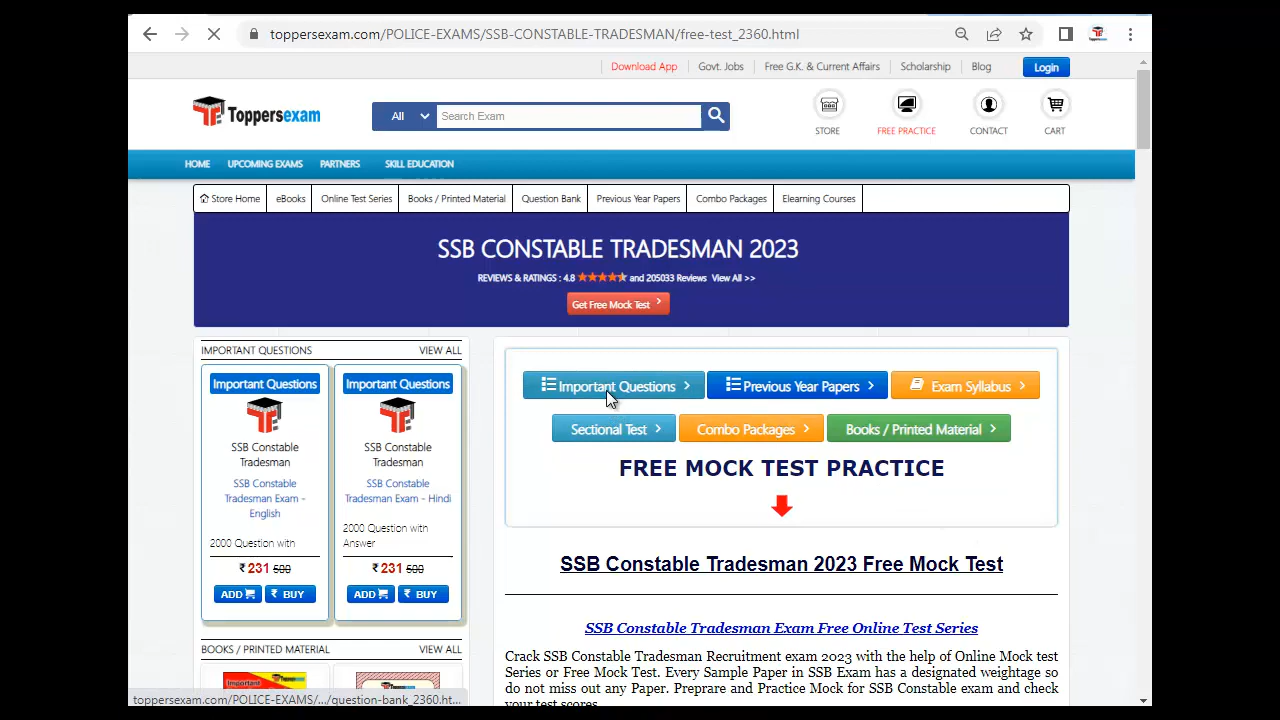 toppersexam.com/POLICE-EXAMS/SSB-CONSTABLE-TRADESMAN/free-test_2360.html
Download App Govt. Jobs Free G.K. & Current Affairs Scholarship Blog Login
Toppersexam All Search Exam
STORE FREE PRACTICE CONTACT CART
HOME UPCOMING EXAMS PARTNERS SKILL EDUCATION
Store Home eBooks Online Test Series Books / Printed Material Question Bank Previous Year Papers Combo Packages Elearning Courses
SSB CONSTABLE TRADESMAN 2023
REVIEWS & RATINGS : 4.8 and 205033 Reviews View All >>
Get Free Mock Test
IMPORTANT QUESTIONS VIEW ALL
Important Questions
SSB Constable
Tradesman
SSB Constable
Tradesman Exam -
English
2000 Question with
₹ 231 500
ADD ₹ BUY
Important Questions
SSB Constable
Tradesman
SSB Constable
Tradesman Exam - Hindi
2000 Question with
Answer
₹ 231 500
ADD ₹ BUY
BOOKS / PRINTED MATERIAL VIEW ALL
Important
Toppersexam
Important Questions Previous Year Papers Exam Syllabus
Sectional Test Combo Packages Books / Printed Material
FREE MOCK TEST PRACTICE
SSB Constable Tradesman 2023 Free Mock Test
SSB Constable Tradesman Exam Free Online Test Series
Crack SSB Constable Tradesman Recruitment exam 2023 with the help of Online Mock test
Series or Free Mock Test. Every Sample Paper in SSB Exam has a designated weightage so
do not miss out any Paper. Prepare and Practice Mock for SSB Constable exam and check
your test scores.
toppersexam.com/POLICE-EXAMS/.../question-bank_2360.ht...